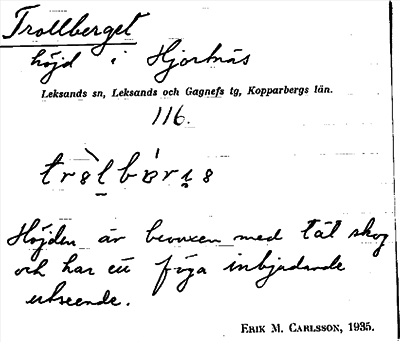 Trollberget
höjd i Hjortnäs
Leksands sn, Leksands och Gagnefs tg, Kopparbergs län.
116.
Höjden är bevuxen med tät skog
och har ett föga inbjudande
utseende.
ERIK M. CARLSSON, 1935.